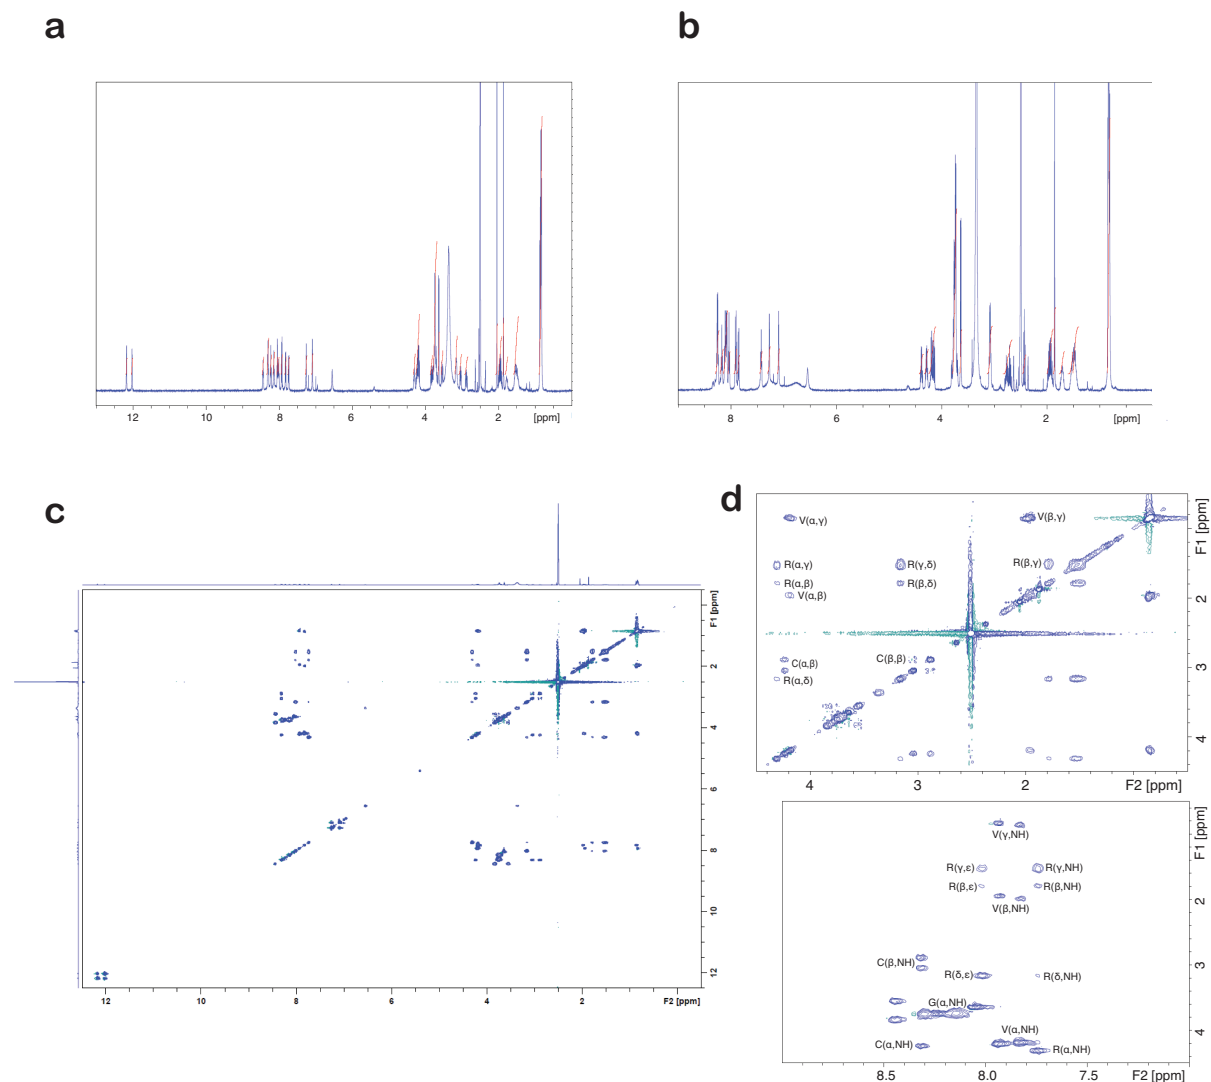 a
b
12
10
8
6
4
2
[ppm]
8
6
4
2
[ppm]
c
d
F1 [ppm]
2
4
6
8
10
12
12
10
8
6
4
2
F2 [ppm]
V(α,γ)
V(β,γ)
R(α,γ)
R(γ,δ)
R(β,γ)
R(α,β)
R(β,δ)
V(α,β)
C(α,β)
C(β,β)
R(α,δ)
F1 [ppm]
2
3
4
4
3
2
F2 [ppm]
V(γ,NH)
R(γ,ε)
R(γ,NH)
R(β,ε)
R(β,NH)
V(β,NH)
C(β,NH)
R(δ,ε)
R(δ,NH)
G(α,NH)
V(α,NH)
C(α,NH)
R(α,NH)
F1 [ppm]
2
3
4
8.5
8.0
7.5
F2 [ppm]